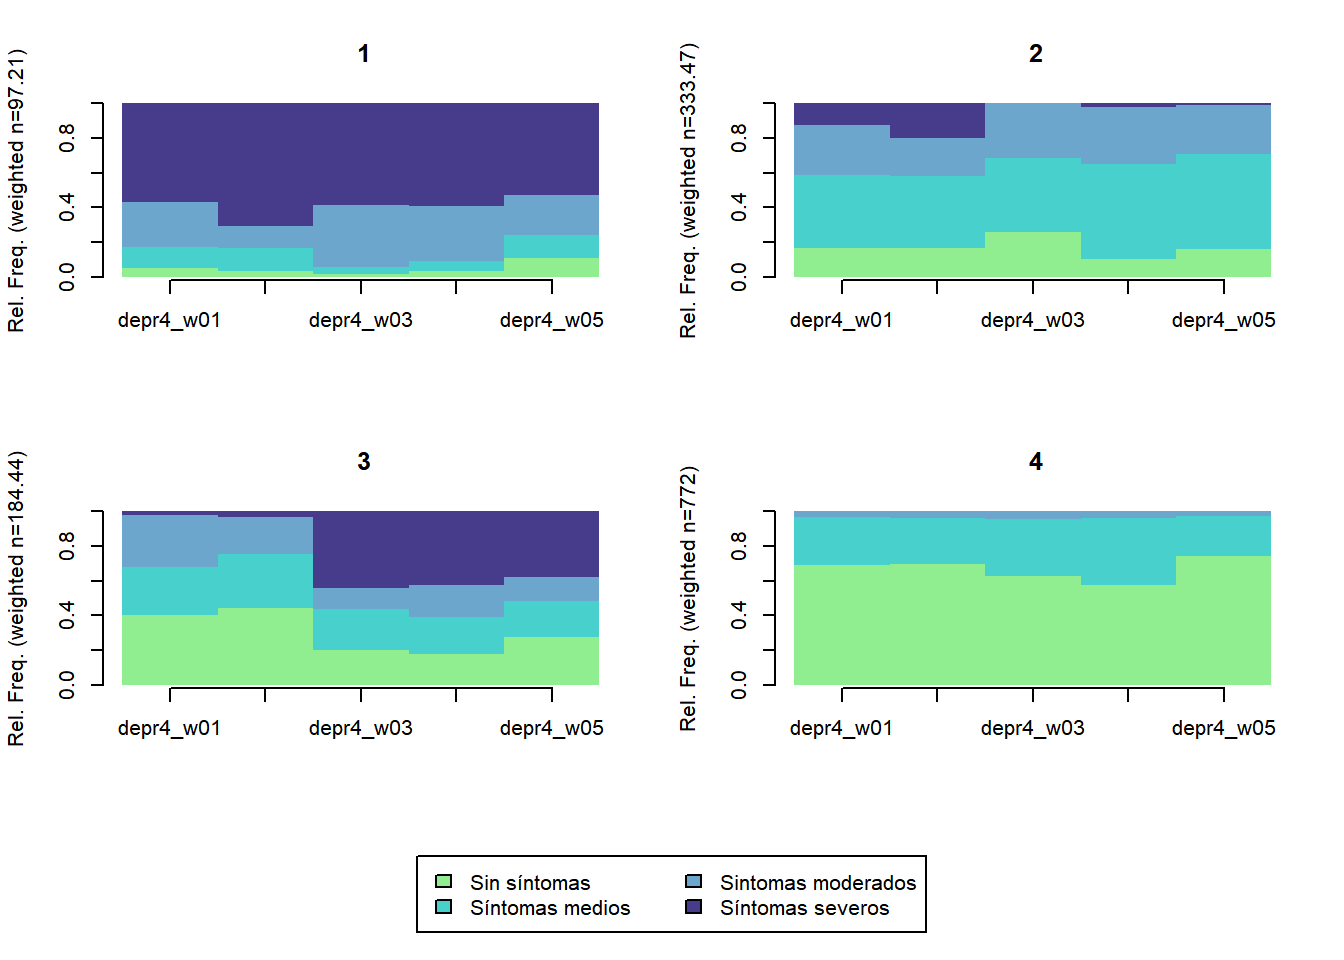 1
Rel. Freq. (weighted n=97.21)
0.0 0.4 0.8
depr4_w01 depr4_w03 depr4_w05
2
Rel. Freq. (weighted n=333.47)
0.0 0.4 0.8
depr4_w01 depr4_w03 depr4_w05
3
Rel. Freq. (weighted n=184.44)
0.0 0.4 0.8
depr4_w01 depr4_w03 depr4_w05
4
Rel. Freq. (weighted n=772)
0.0 0.4 0.8
depr4_w01 depr4_w03 depr4_w05
Sin síntomas
Síntomas medios
Sintomas moderados
Síntomas severos